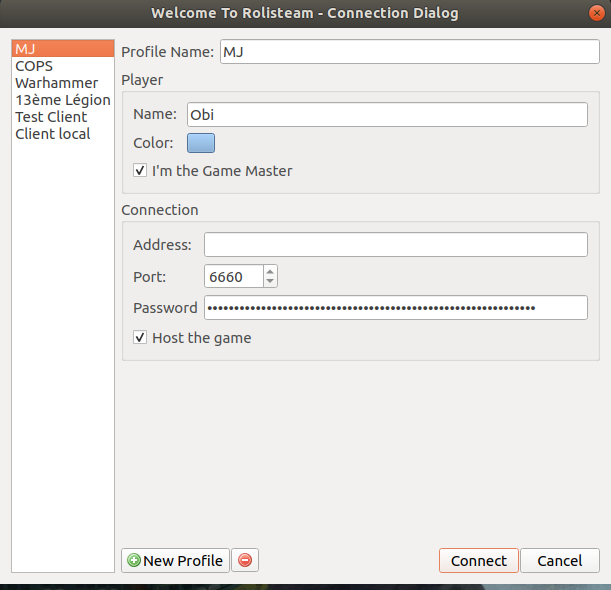 Welcome To Rolisteam - Connection Dialog
MJ
COPS
Warhammer
13ème Légion
Test Client
Client local
Profile Name: MJ
Player
Name: Obi
Color:
I'm the Game Master
Connection
Address:
Port: 6660
Password ••••••••••••••••••••••••••••••••••••••••••••••••••••••••••••••••
Host the game
New Profile
Connect Cancel